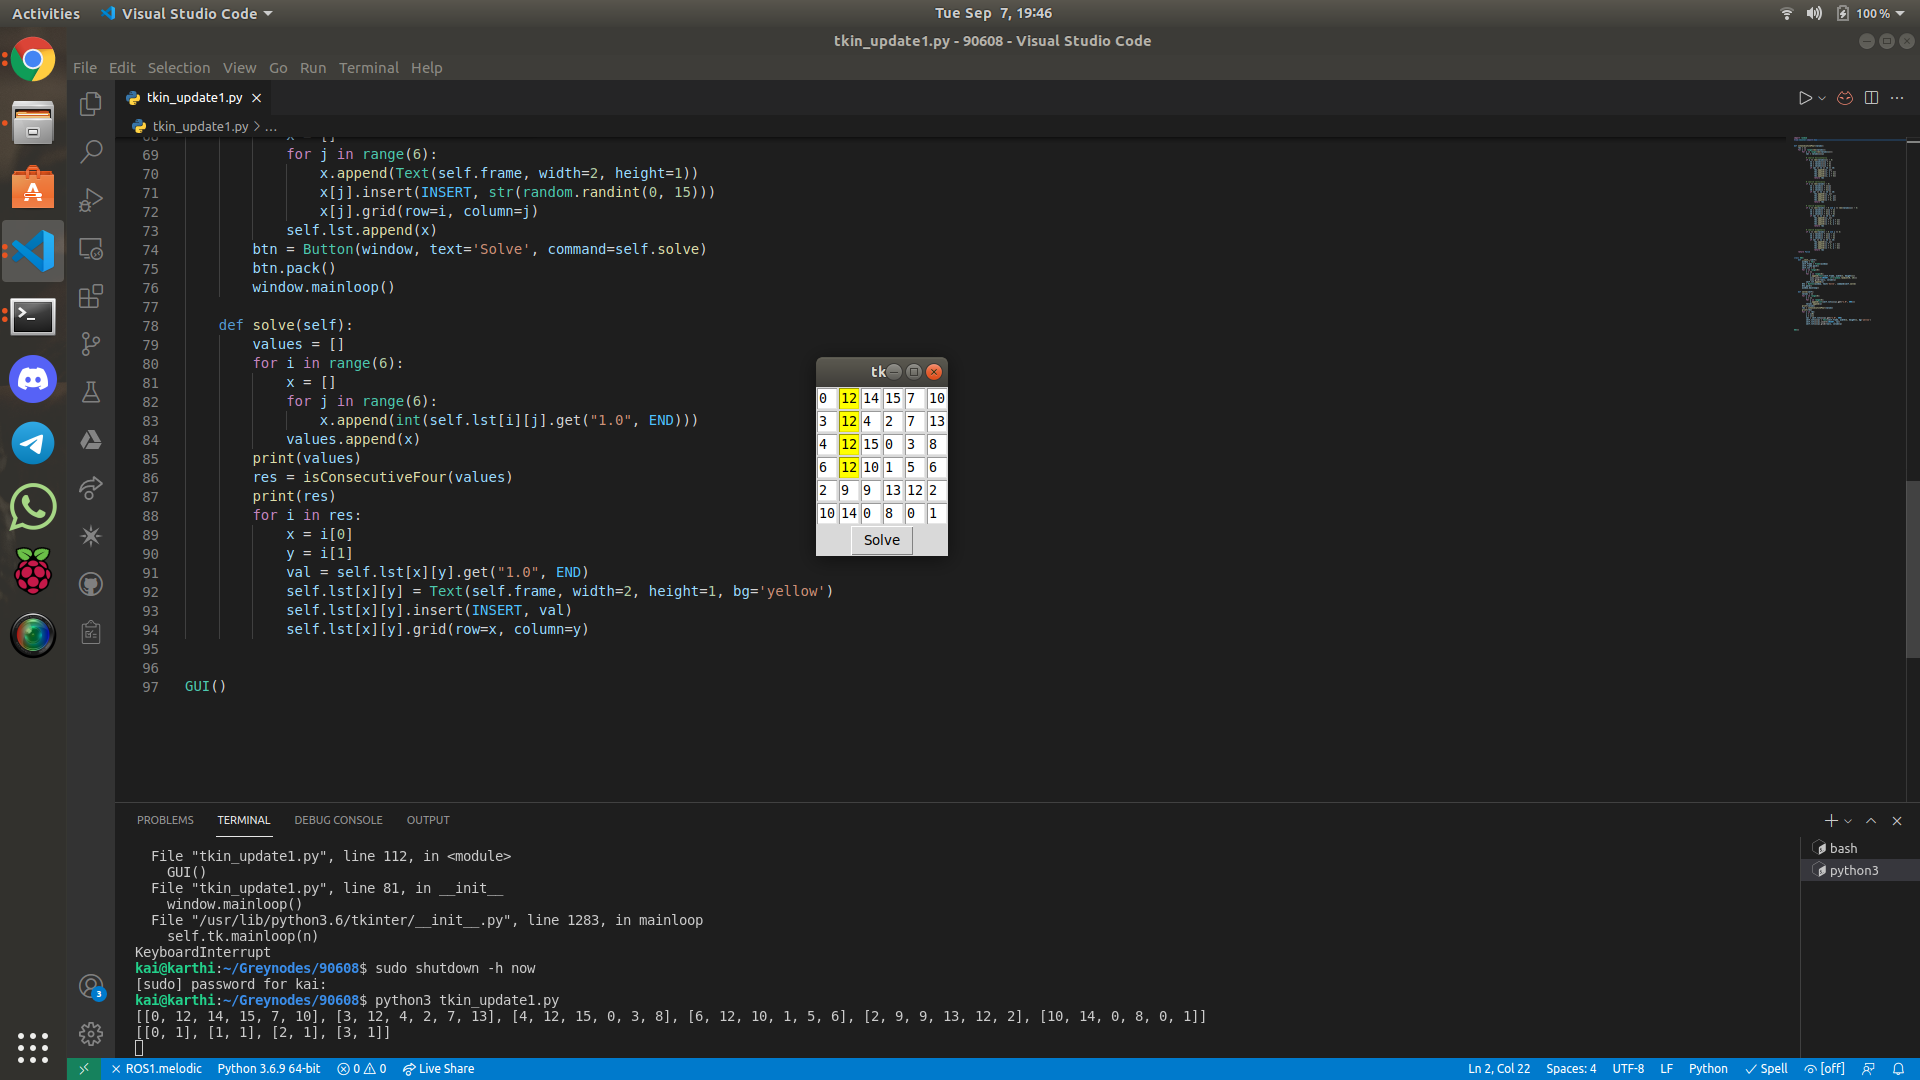 Activities
Visual Studio Code
Tue Sep 7, 19:46
100 %
tkin_update1.py - 90608 - Visual Studio Code
File Edit Selection View Go Run Terminal Help
tkin_update1.py
tkin_update1.py > ...
69 for j in range(6):
70 x.append(Text(self.frame, width=2, height=1))
71 x[j].insert(INSERT, str(random.randint(0, 15)))
72 x[j].grid(row=i, column=j)
73 self.lst.append(x)
74 btn = Button(window, text='Solve', command=self.solve)
75 btn.pack()
76 window.mainloop()
77
78 def solve(self):
79 values = []
80 for i in range(6):
81 x = []
82 for j in range(6):
83 x.append(int(self.lst[i][j].get("1.0", END)))
84 values.append(x)
85 print(values)
86 res = isConsecutiveFour(values)
87 print(res)
88 for i in res:
89 x = i[0]
90 y = i[1]
91 val = self.lst[x][y].get("1.0", END)
92 self.lst[x][y] = Text(self.frame, width=2, height=1, bg='yellow')
93 self.lst[x][y].insert(INSERT, val)
94 self.lst[x][y].grid(row=x, column=y)
95
96
97 GUI()
tk
0 12 14 15 7 10
3 12 4 2 7 13
4 12 15 0 3 8
6 12 10 1 5 6
2 9 9 13 12 2
10 14 0 8 0 1
Solve
PROBLEMS TERMINAL DEBUG CONSOLE OUTPUT
File "tkin_update1.py", line 112, in <module>
GUI()
File "tkin_update1.py", line 81, in __init__
window.mainloop()
File "/usr/lib/python3.6/tkinter/__init__.py", line 1283, in mainloop
self.tk.mainloop(n)
KeyboardInterrupt
kai@karthi:~/Greynodes/90608$ sudo shutdown -h now
[sudo] password for kai:
kai@karthi:~/Greynodes/90608$ python3 tkin_update1.py
[[0, 12, 14, 15, 7, 10], [3, 12, 4, 2, 7, 13], [4, 12, 15, 0, 3, 8], [6, 12, 10, 1, 5, 6], [2, 9, 9, 13, 12, 2], [10, 14, 0, 8, 0, 1]]
[[0, 1], [1, 1], [2, 1], [3, 1]]
bash
python3
3
ROS1.melodic Python 3.6.9 64-bit 0 0 Live Share
Ln 2, Col 22 Spaces: 4 UTF-8 LF Python Spell [off]